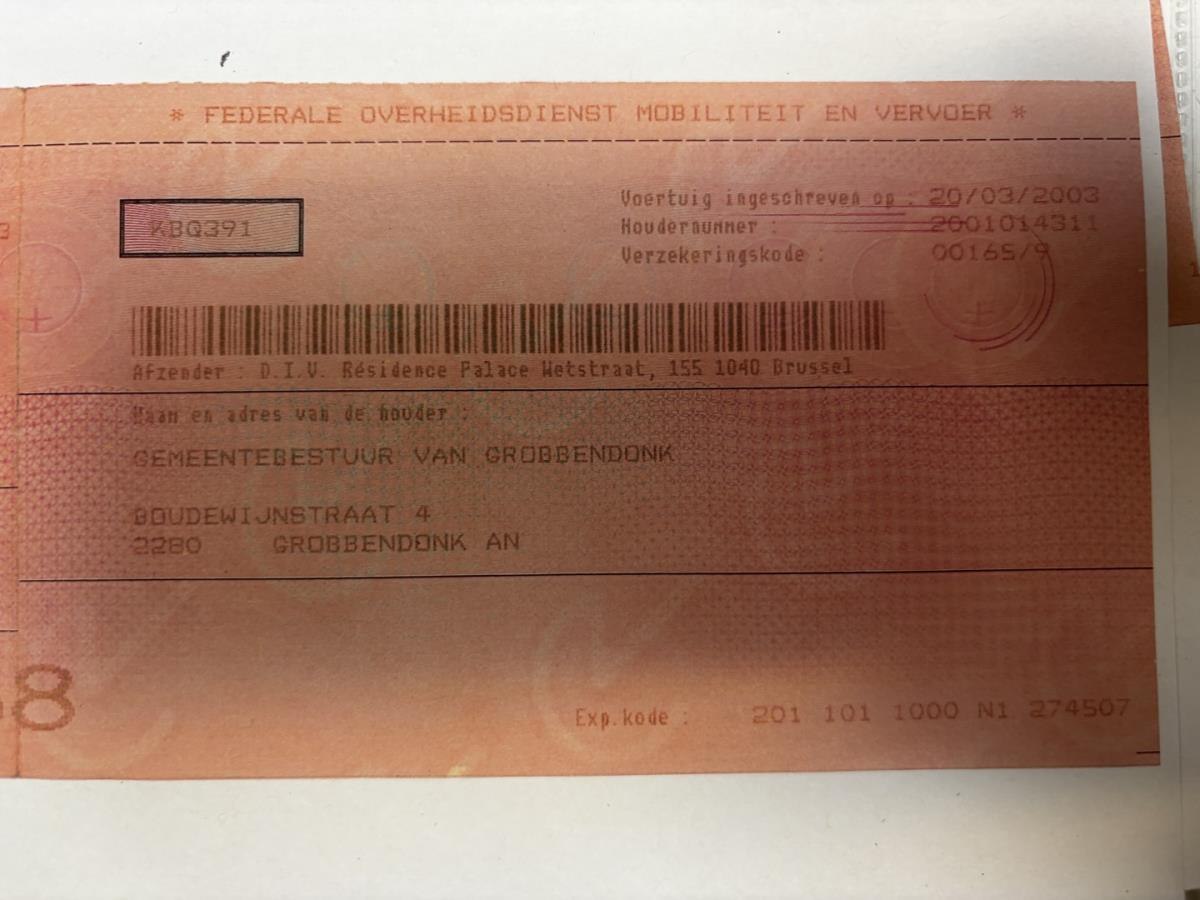 * FEDERALE OVERHEIDSDIENST MOBILITEIT EN VERVOER *
KBQ391
Voertuig ingeschreven op : 20/03/2003
Houdernummer : 2001014311
Verzekeringskode : 00165/9
Afzender : D.I.V. Résidence Palace Wetstraat, 155 1040 Brussel
Naam en adres van de houder :
GEMEENTEBESTUUR VAN GROBBENDONK
BOUDEWIJNSTRAAT 4
2280 GROBBENDONK AN
8
Exp.kode : 201 101 1000 N1 274507